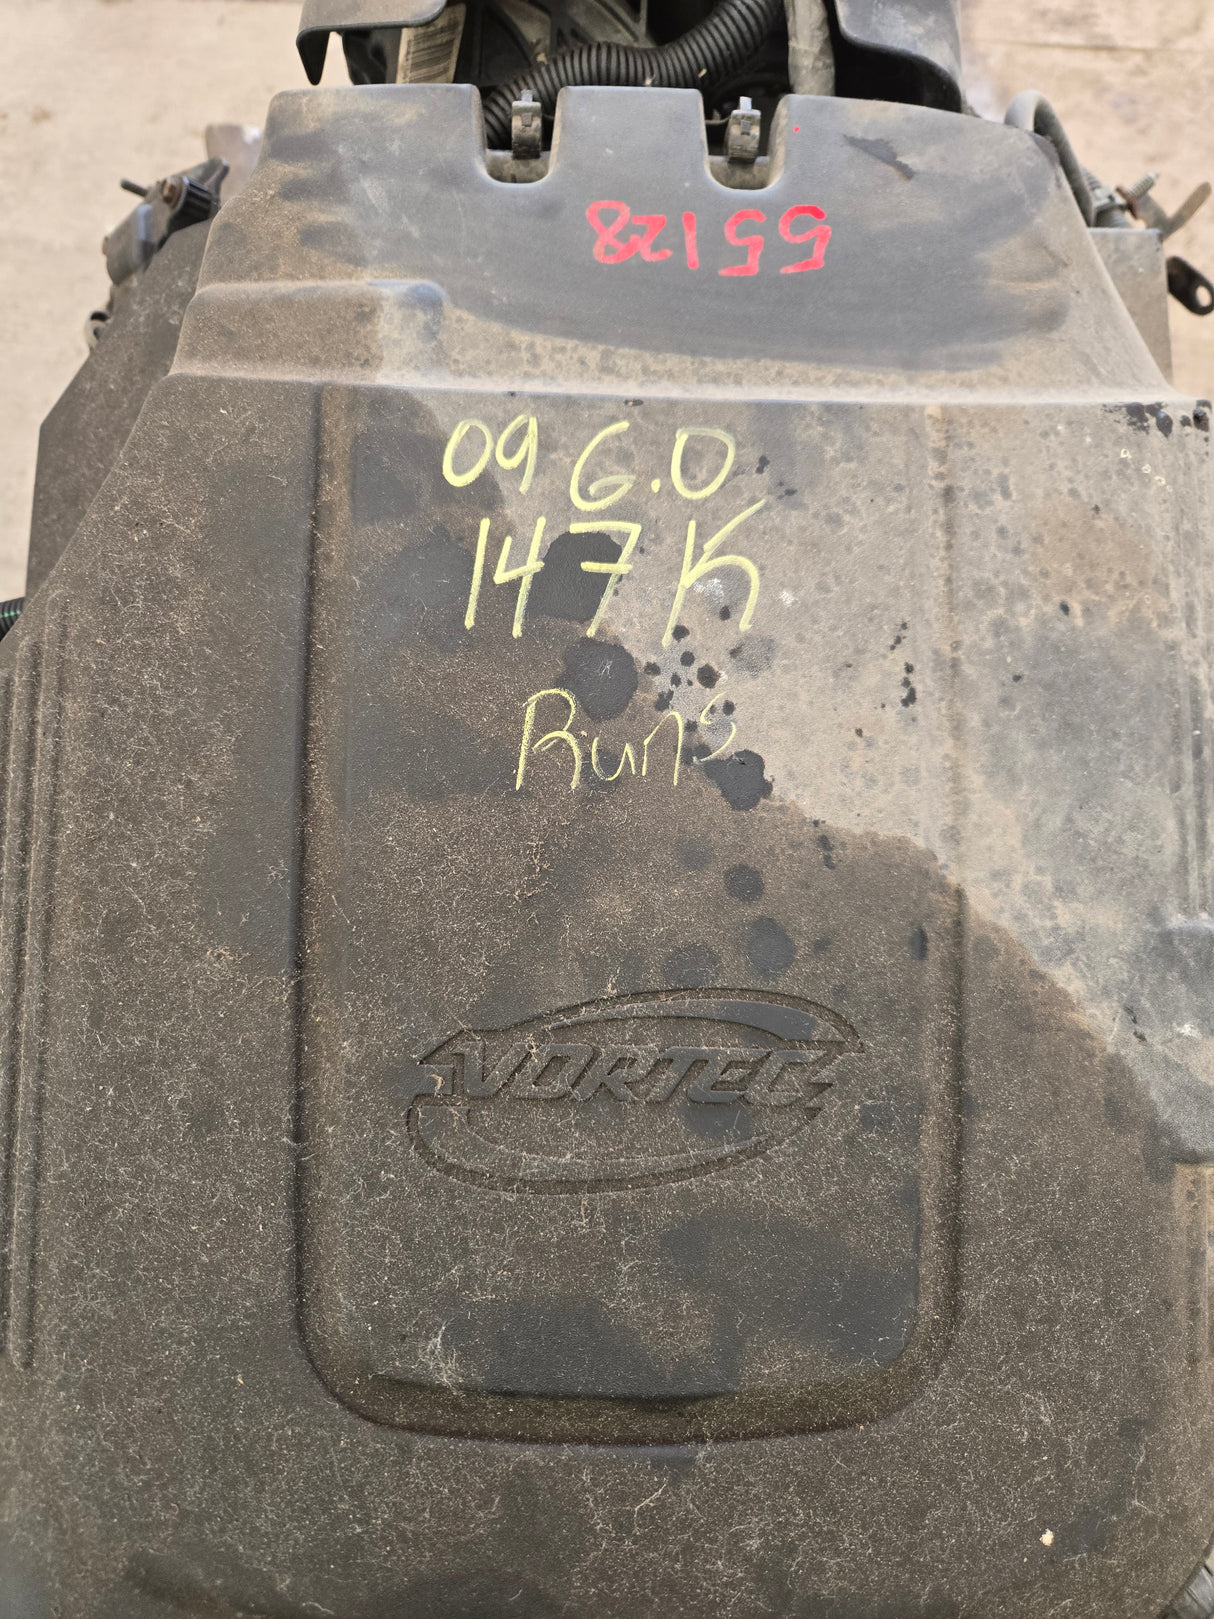 55128
09 6.0
147K
Runs
VORTEC